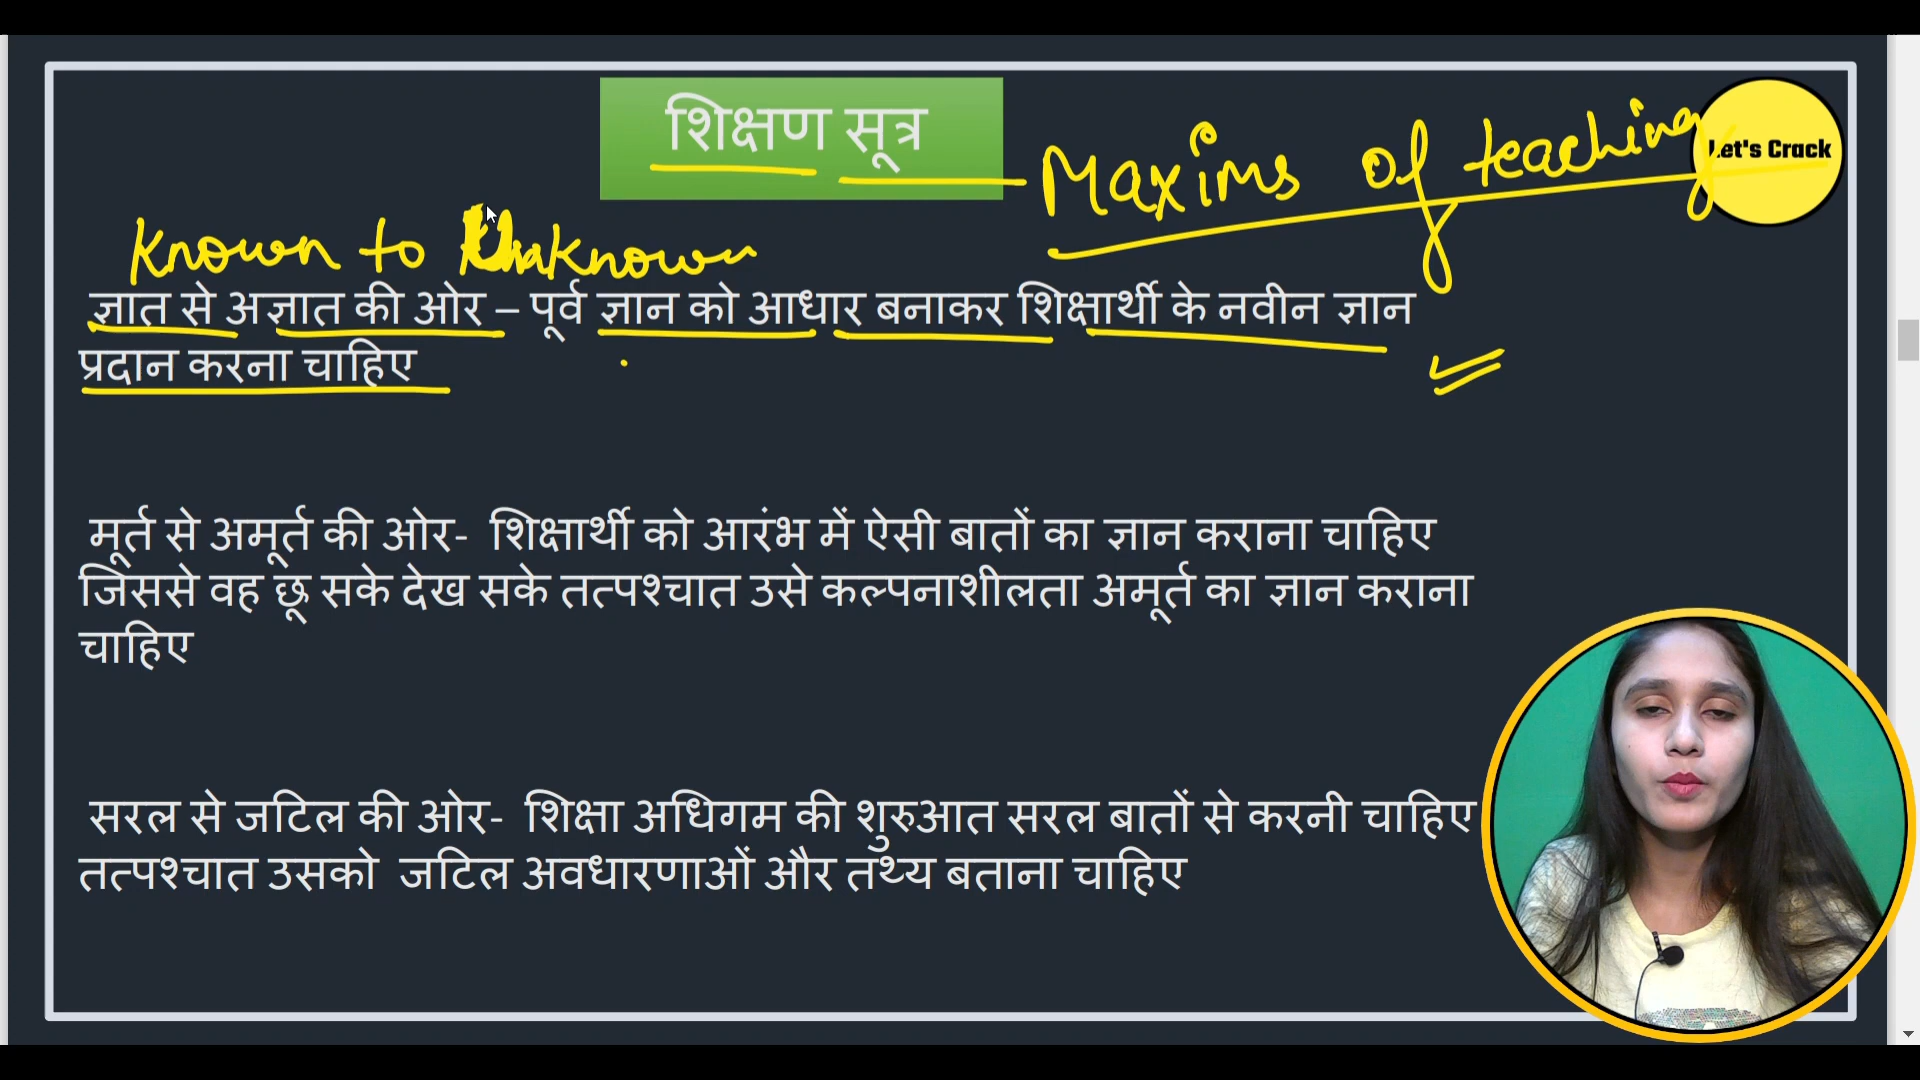 शिक्षण सूत्र
Maxims of teaching
Let's Crack
Known to Unknown
ज्ञात से अज्ञात की ओर – पूर्व ज्ञान को आधार बनाकर शिक्षार्थी के नवीन ज्ञान
प्रदान करना चाहिए
मूर्त से अमूर्त की ओर- शिक्षार्थी को आरंभ में ऐसी बातों का ज्ञान कराना चाहिए
जिससे वह छू सके देख सके तत्पश्चात उसे कल्पनाशीलता अमूर्त का ज्ञान कराना
चाहिए
सरल से जटिल की ओर- शिक्षा अधिगम की शुरुआत सरल बातों से करनी चाहिए
तत्पश्चात उसको जटिल अवधारणाओं और तथ्य बताना चाहिए